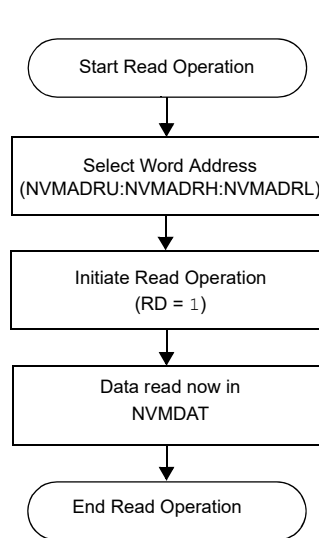 Start Read Operation
Select Word Address
(NVMADRU:NVMADRH:NVMADRL)
Initiate Read Operation
(RD = 1)
Data read now in
NVMDAT
End Read Operation